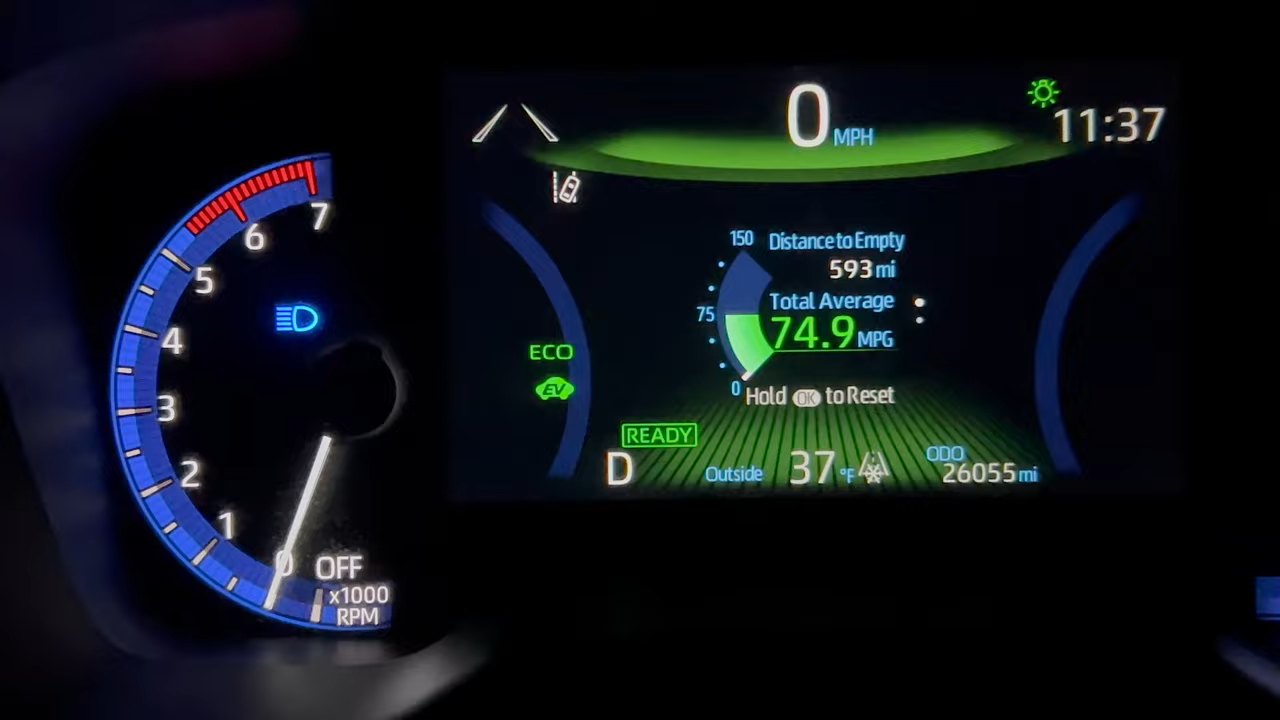 0 MPH
11:37
7
6
5
4
3
2
1
0
OFF
x1000
RPM
150
75
0
Distance to Empty
593 mi
Total Average
74.9 MPG
Hold OK to Reset
ECO
EV
READY
D
Outside 37 °F
ODO
26055 mi